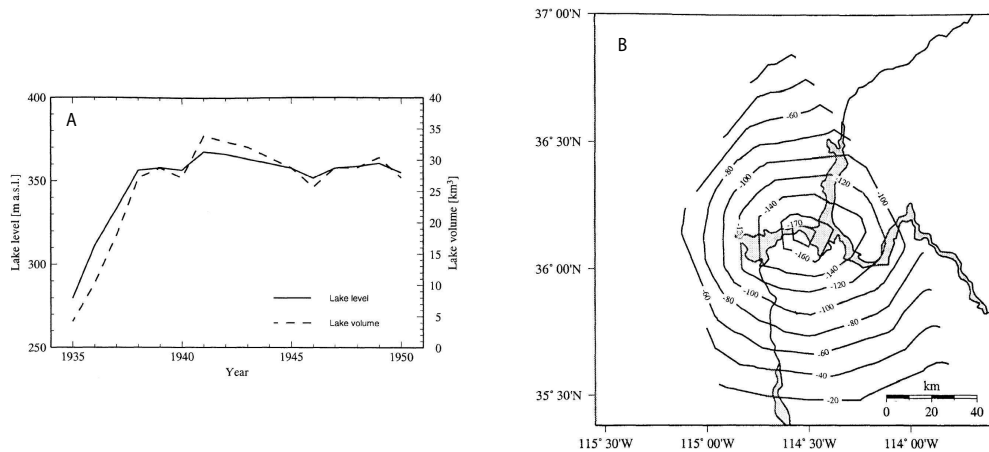 A
400
350
300
250
Lake level [m a.s.l.]
40
35
30
25
20
15
10
5
0
Lake volume [km³]
Lake level
Lake volume
1935
1940
1945
1950
Year
B
37° 00'N
36° 30'N
36° 00'N
35° 30'N
-60
-80
-100
-120
-100
-140
-170
-160
-140
-120
-100
-60
-80
-100
-80
-60
-40
-20
km
0
20
40
115° 30'W
115° 00'W
114° 30'W
114° 00'W